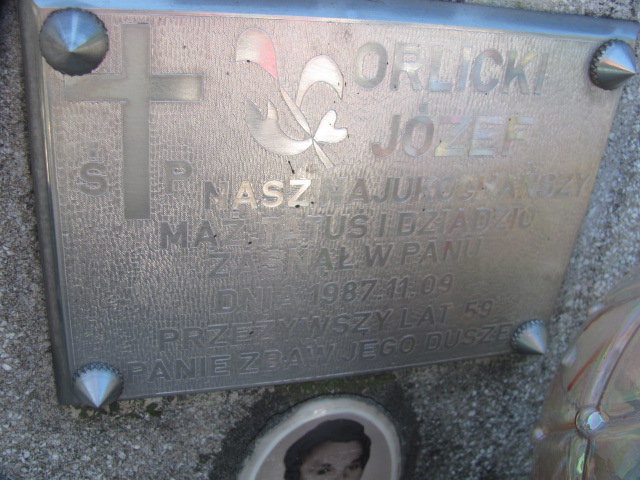 ORLICKI
JÓZEF
Ś P NASZ NAJUKOCHAŃSZY
MĄŻ TATUŚ I DZIADZIU
ZASNĄŁ W PANU
DNIA 1987.11.09
PRZEŻYWSZY LAT 59
PANIE ZBAW JEGO DUSZĘ